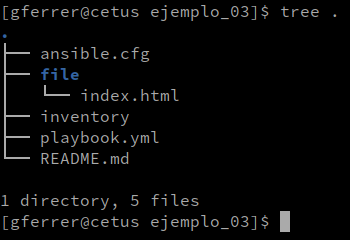 [gferrer@cetus ejemplo_03]$ tree .
.
├── ansible.cfg
├── file
│   └── index.html
├── inventory
├── playbook.yml
└── README.md

1 directory, 5 files
[gferrer@cetus ejemplo_03]$